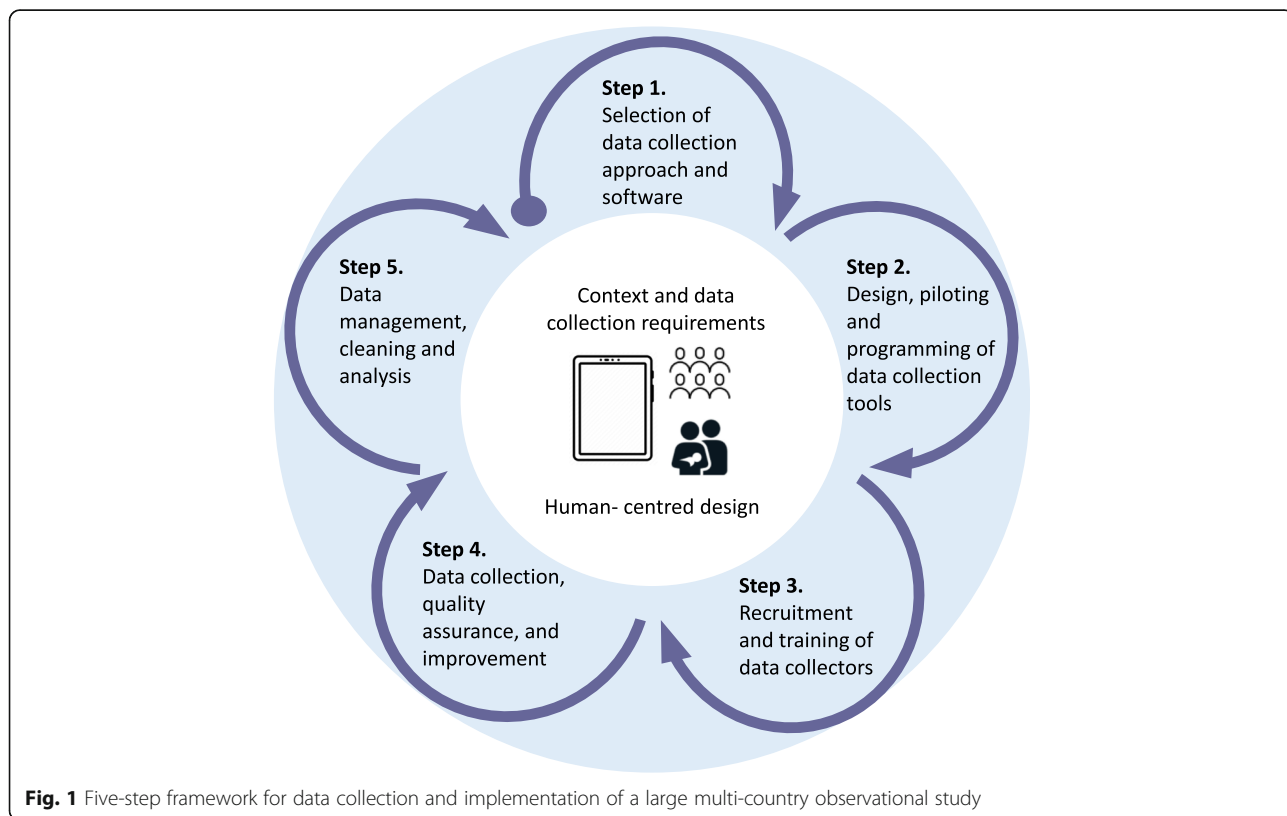 Step 1.
Selection of
data collection
approach and
software
Step 2.
Design, piloting
and
programming of
data collection
tools
Step 3.
Recruitment
and training of
data collectors
Step 4.
Data collection,
quality
assurance, and
improvement
Step 5.
Data
management,
cleaning and
analysis
Context and data
collection requirements
Human- centred design
Fig. 1 Five-step framework for data collection and implementation of a large multi-country observational study